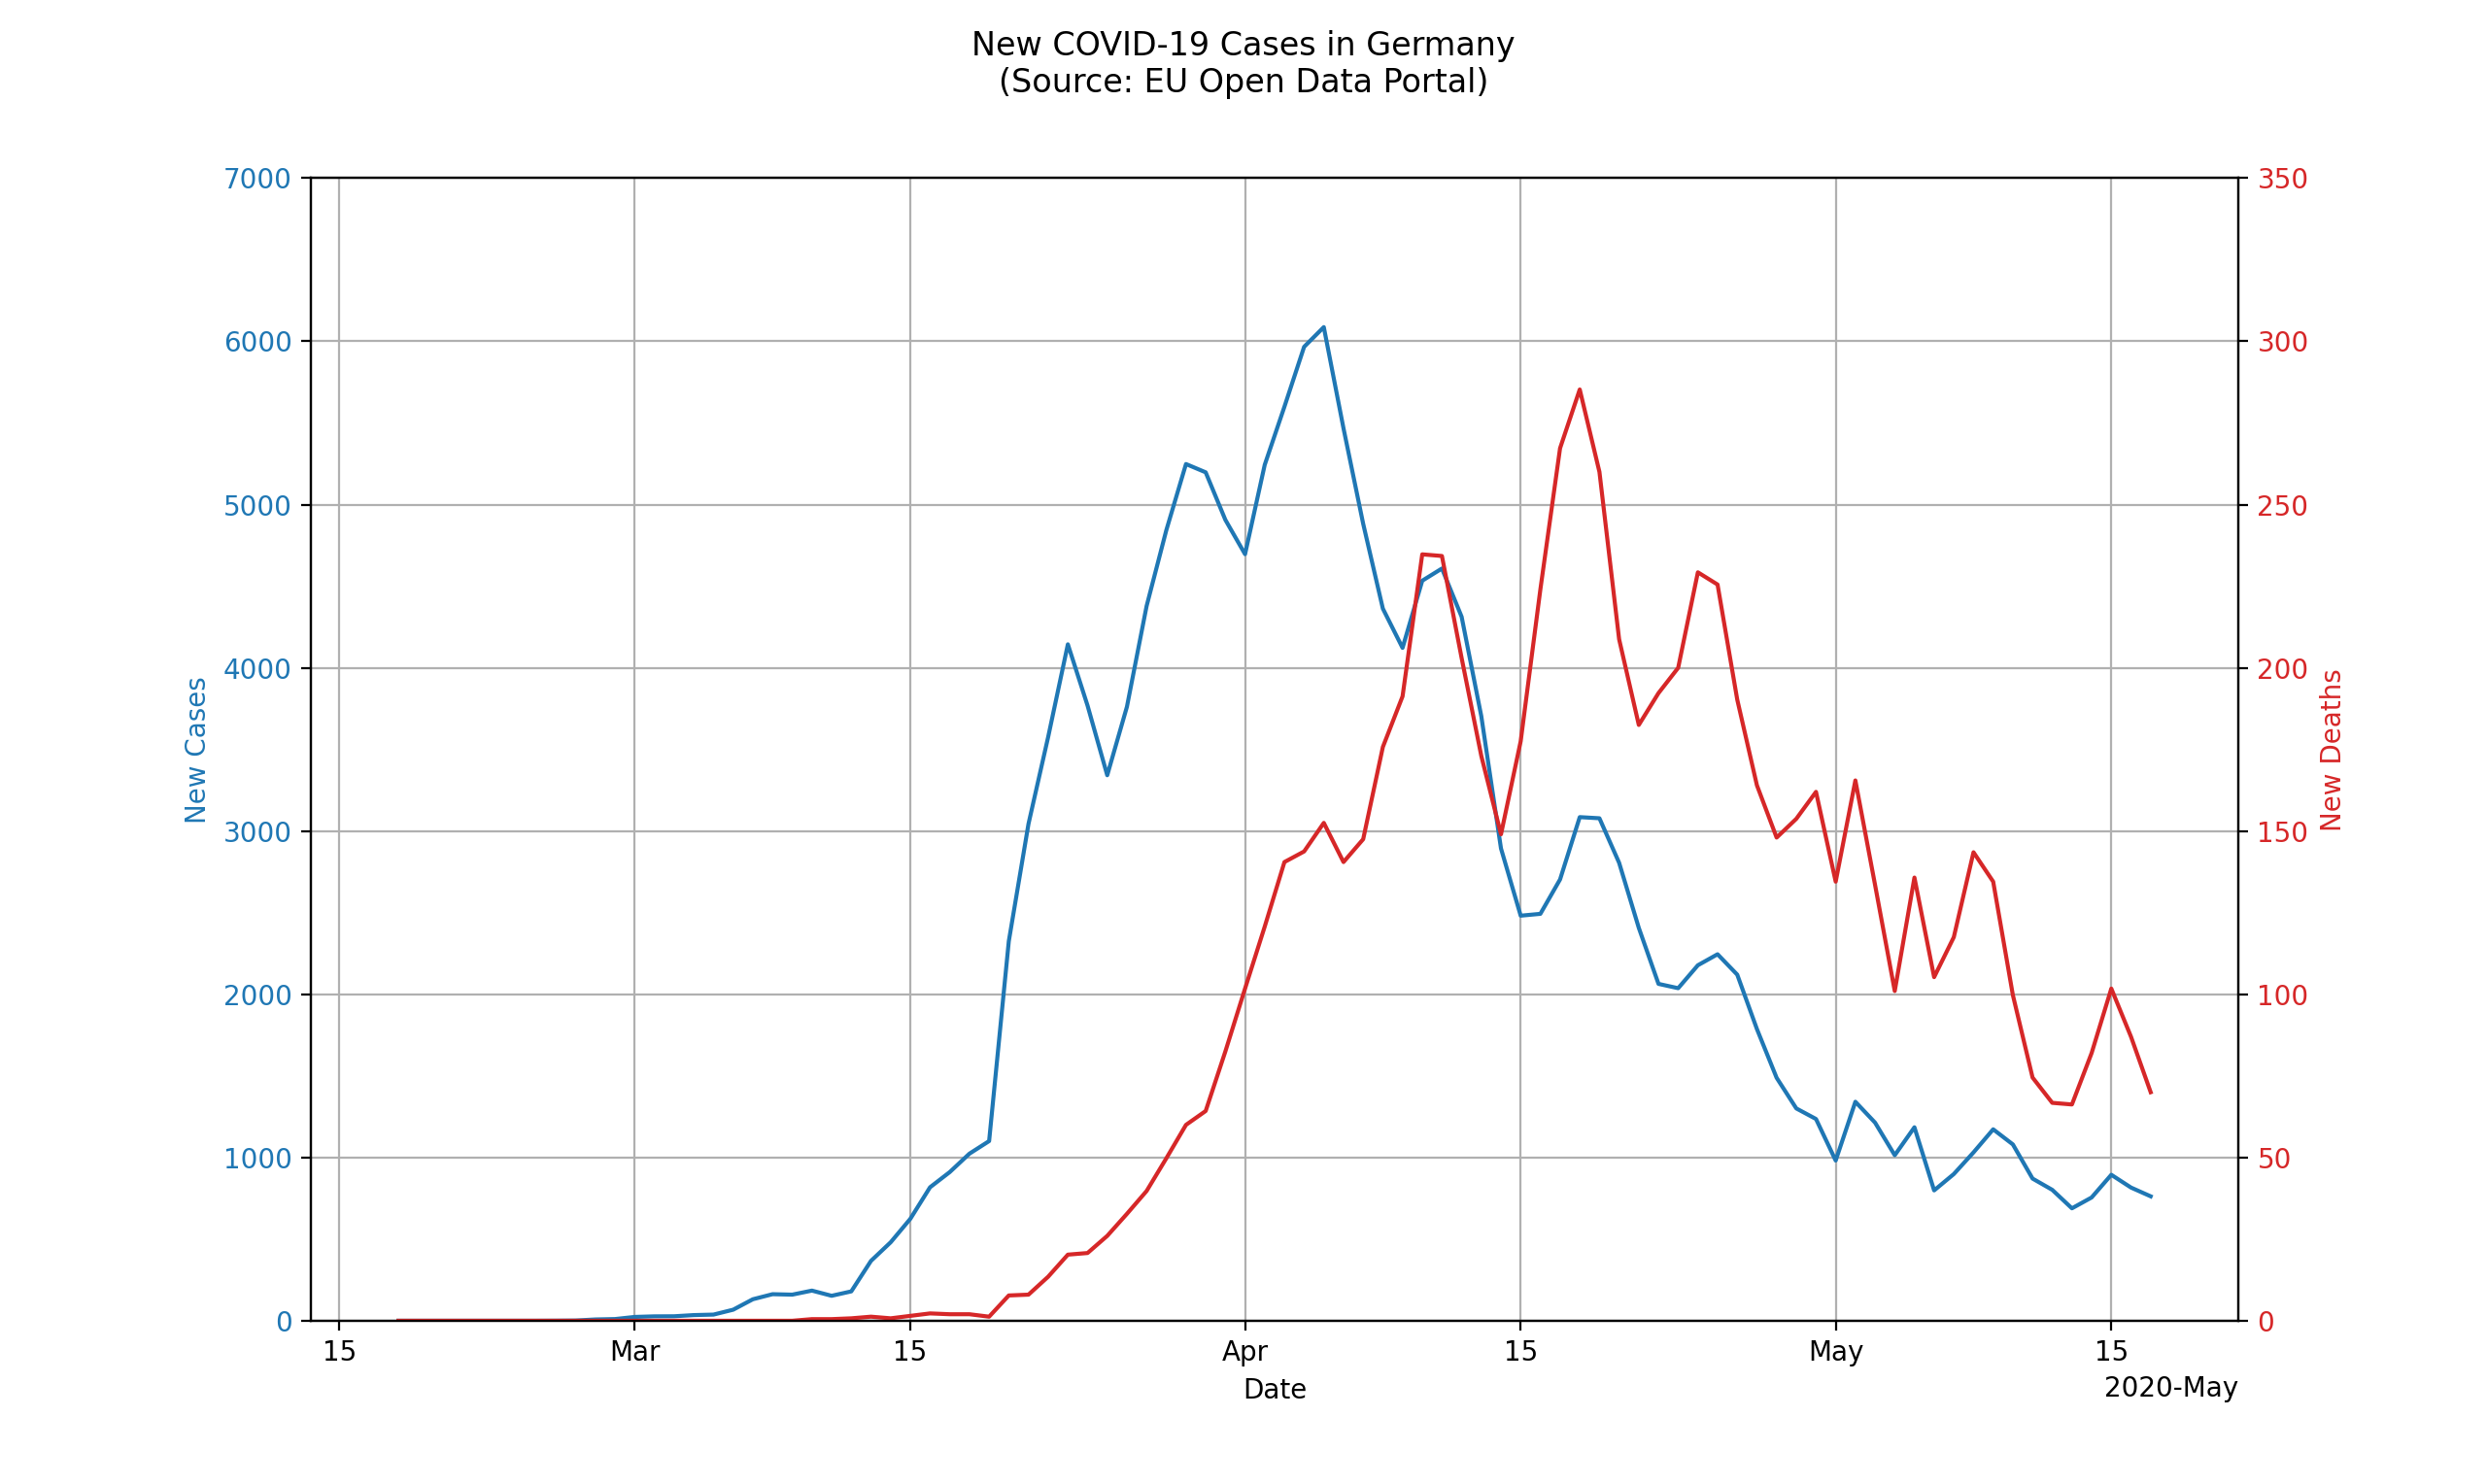 New COVID-19 Cases in Germany
(Source: EU Open Data Portal)
7000
6000
5000
4000
3000
2000
1000
0
New Cases
350
300
250
200
150
100
50
0
New Deaths
15
Mar
15
Apr
15
May
15
Date
2020-May